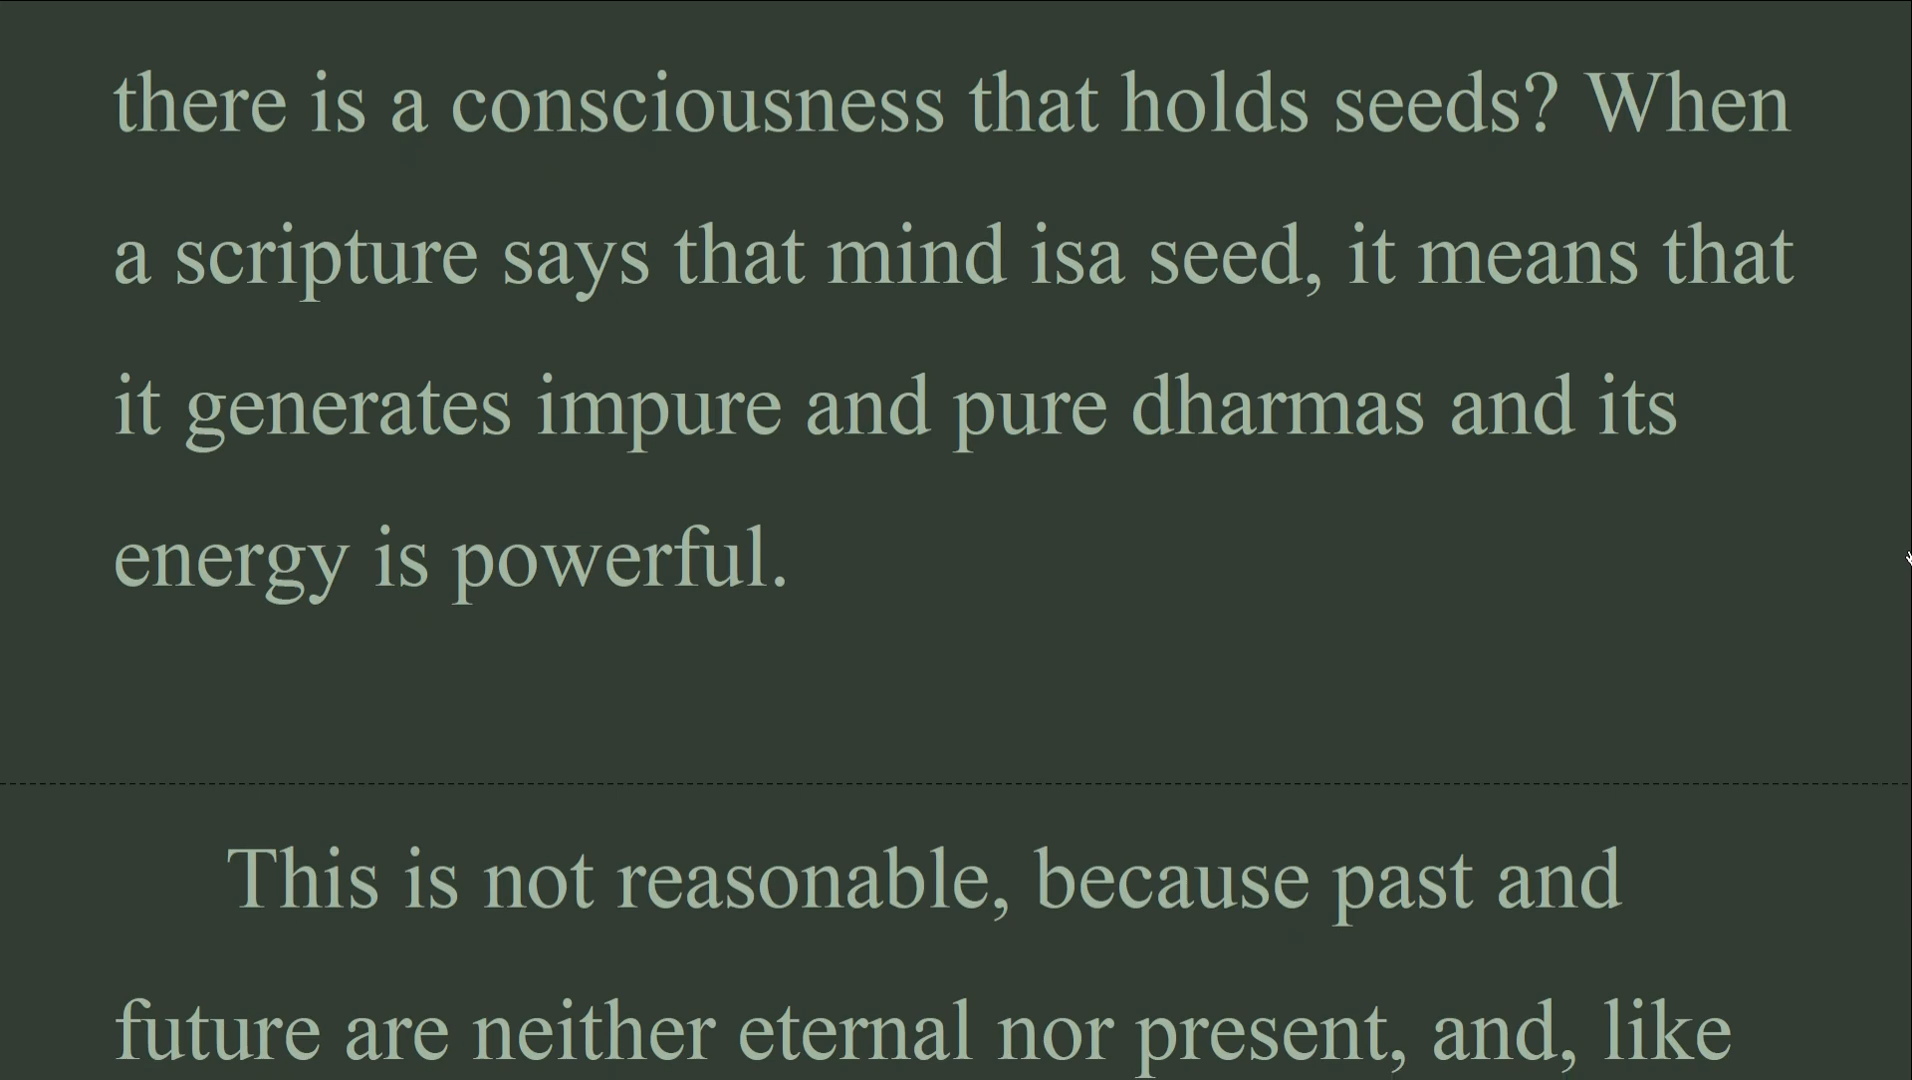 there is a consciousness that holds seeds? When
a scripture says that mind isa seed, it means that
it generates impure and pure dharmas and its
energy is powerful.
This is not reasonable, because past and
future are neither eternal nor present, and, like